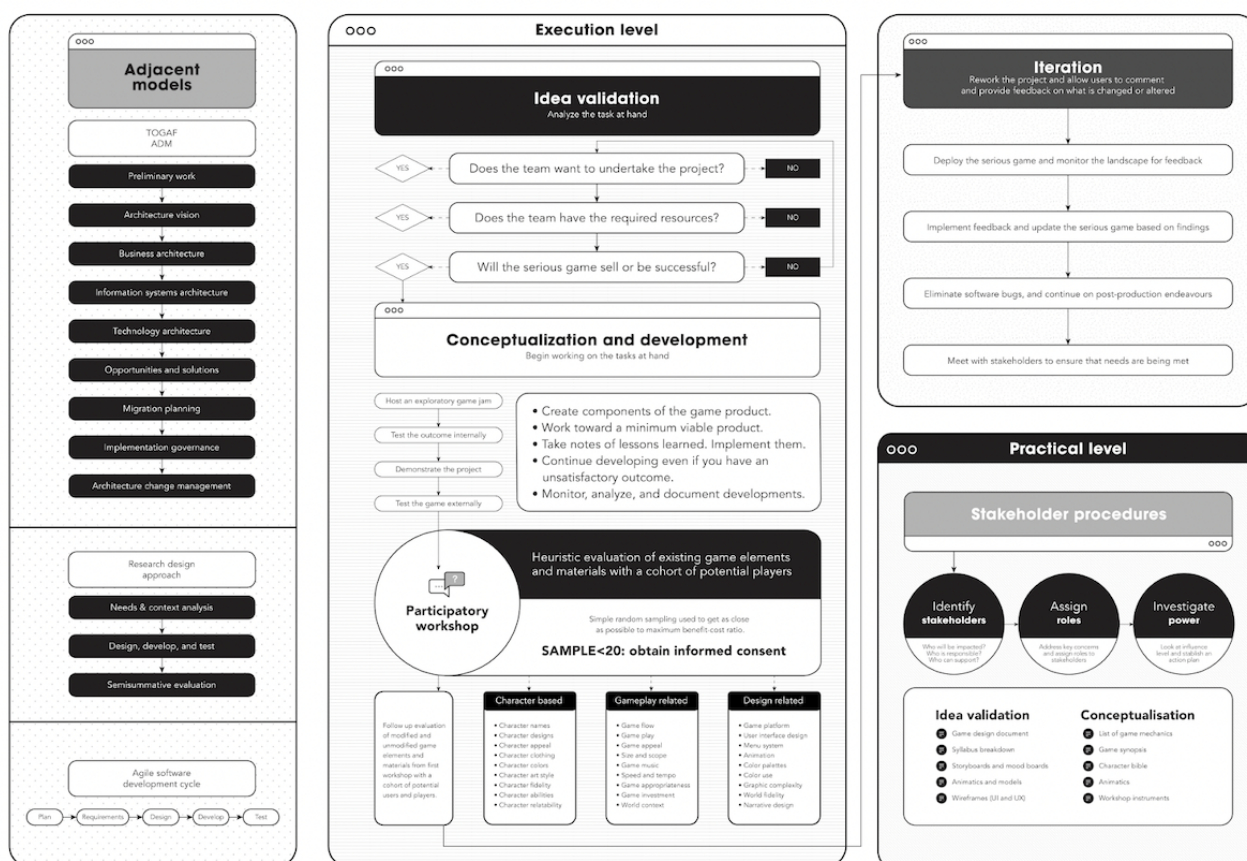 Adjacent
models
TOGAF
ADM
Preliminary work
Architecture vision
Business architecture
Information systems architecture
Technology architecture
Opportunities and solutions
Migration planning
Implementation governance
Architecture change management
Research design
approach
Needs & context analysis
Design, develop, and test
Semisummative evaluation
Agile software
development cycle
Plan
Requirements
Design
Develop
Test
Execution level
Idea validation
Analyze the task at hand
YES
Does the team want to undertake the project?
NO
YES
Does the team have the required resources?
NO
YES
Will the serious game sell or be successful?
NO
Conceptualization and development
Begin working on the tasks at hand
Host an exploratory game jam
Test the outcome internally
Demonstrate the project
Test the game externally
• Create components of the game product.
• Work toward a minimum viable product.
• Take notes of lessons learned. Implement them.
• Continue developing even if you have an
unsatisfactory outcome.
• Monitor, analyze, and document developments.
?
Participatory
workshop
Heuristic evaluation of existing game elements
and materials with a cohort of potential players
Simple random sampling used to get as close
as possible to maximum benefit-cost ratio.
SAMPLE<20: obtain informed consent
Follow up evaluation
of modified and
unmodified game
elements and
materials from first
workshop with a
cohort of potential
users and players.
Character based
• Character names
• Character designs
• Character appeal
• Character clothing
• Character colors
• Character art style
• Character fidelity
• Character abilities
• Character relatability
Gameplay related
• Game flow
• Game play
• Game appeal
• Size and scope
• Game music
• Speed and tempo
• Game appropriateness
• Game investment
• World context
Design related
• Game platform
• User interface design
• Menu system
• Animation
• Color palettes
• Color use
• Graphic complexity
• World fidelity
• Narrative design
Iteration
Rework the project and allow users to comment
and provide feedback on what is changed or altered
Deploy the serious game and monitor the landscape for feedback
Implement feedback and update the serious game based on findings
Eliminate software bugs, and continue on post-production endeavours
Meet with stakeholders to ensure that needs are being met
Practical level
Stakeholder procedures
Identify
stakeholders
Who will be impacted?
Who is responsible?
Who can support?
Assign
roles
Address key concerns
and assign roles to
stakeholders
Investigate
power
Look at influence
level and stablish an
action plan
Idea validation
Game design document
Syllabus breakdown
Storyboards and mood boards
Animatics and models
Wireframes (UI and UX)
Conceptualisation
List of game mechanics
Game synopsis
Character bible
Animatics
Workshop instruments